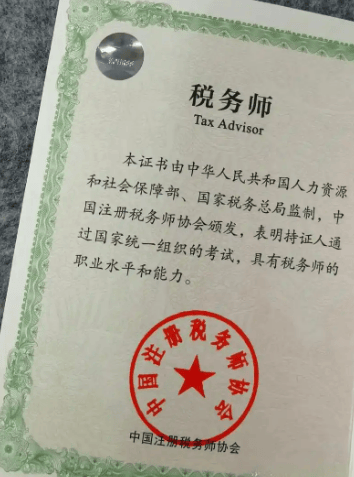 税务师
Tax Advisor
本证书由中华人民共和国人力资源
和社会保障部、国家税务总局监制，中
国注册税务师协会颁发，表明持证人通
过国家统一组织的考试，具有税务师的
职业水平和能力。
中国注册税务师协会
中国注册税务师协会